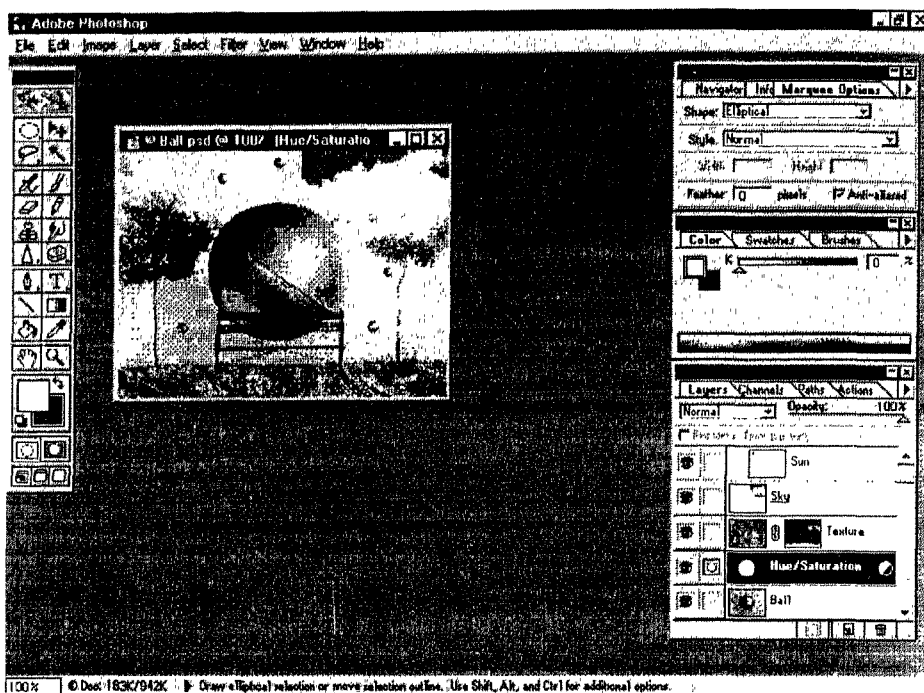 Adobe Photoshop
File Edit Image Layer Select Filter View Window Help
© Ball psd (@ 100% (Hue/Saturatio
Navigator Info Marquee Options
Shape: Elliptical
Style: Normal
Width: Height:
Feather: 0 pixels Anti-aliased
Color Swatches Brushes
K 0 %
T
Layers Channels Paths Actions
Normal Opacity: 100%
Sun
Sky
Texture
Hue/Saturation
Ball
100% © Doc: 183K/942K Draw elliptical selection or move selection outline. Use Shift, Alt, and Ctrl for additional options.